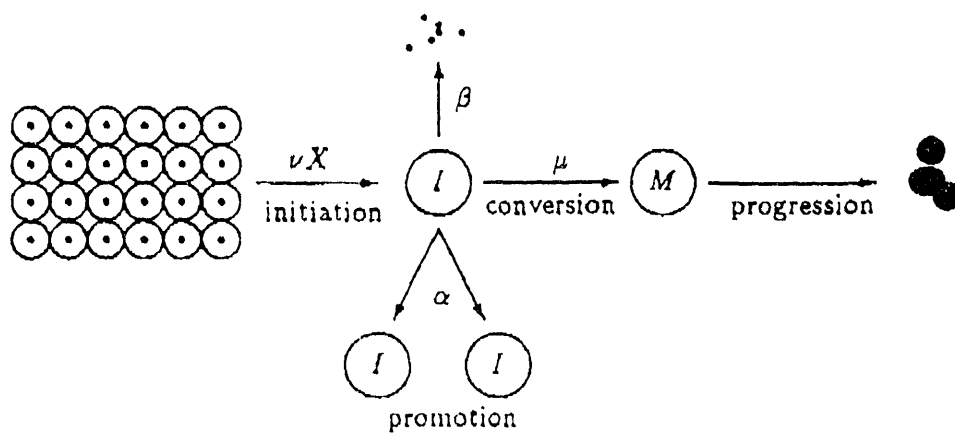 β
νX
initiation
I
μ
conversion
M
progression
α
I I
promotion